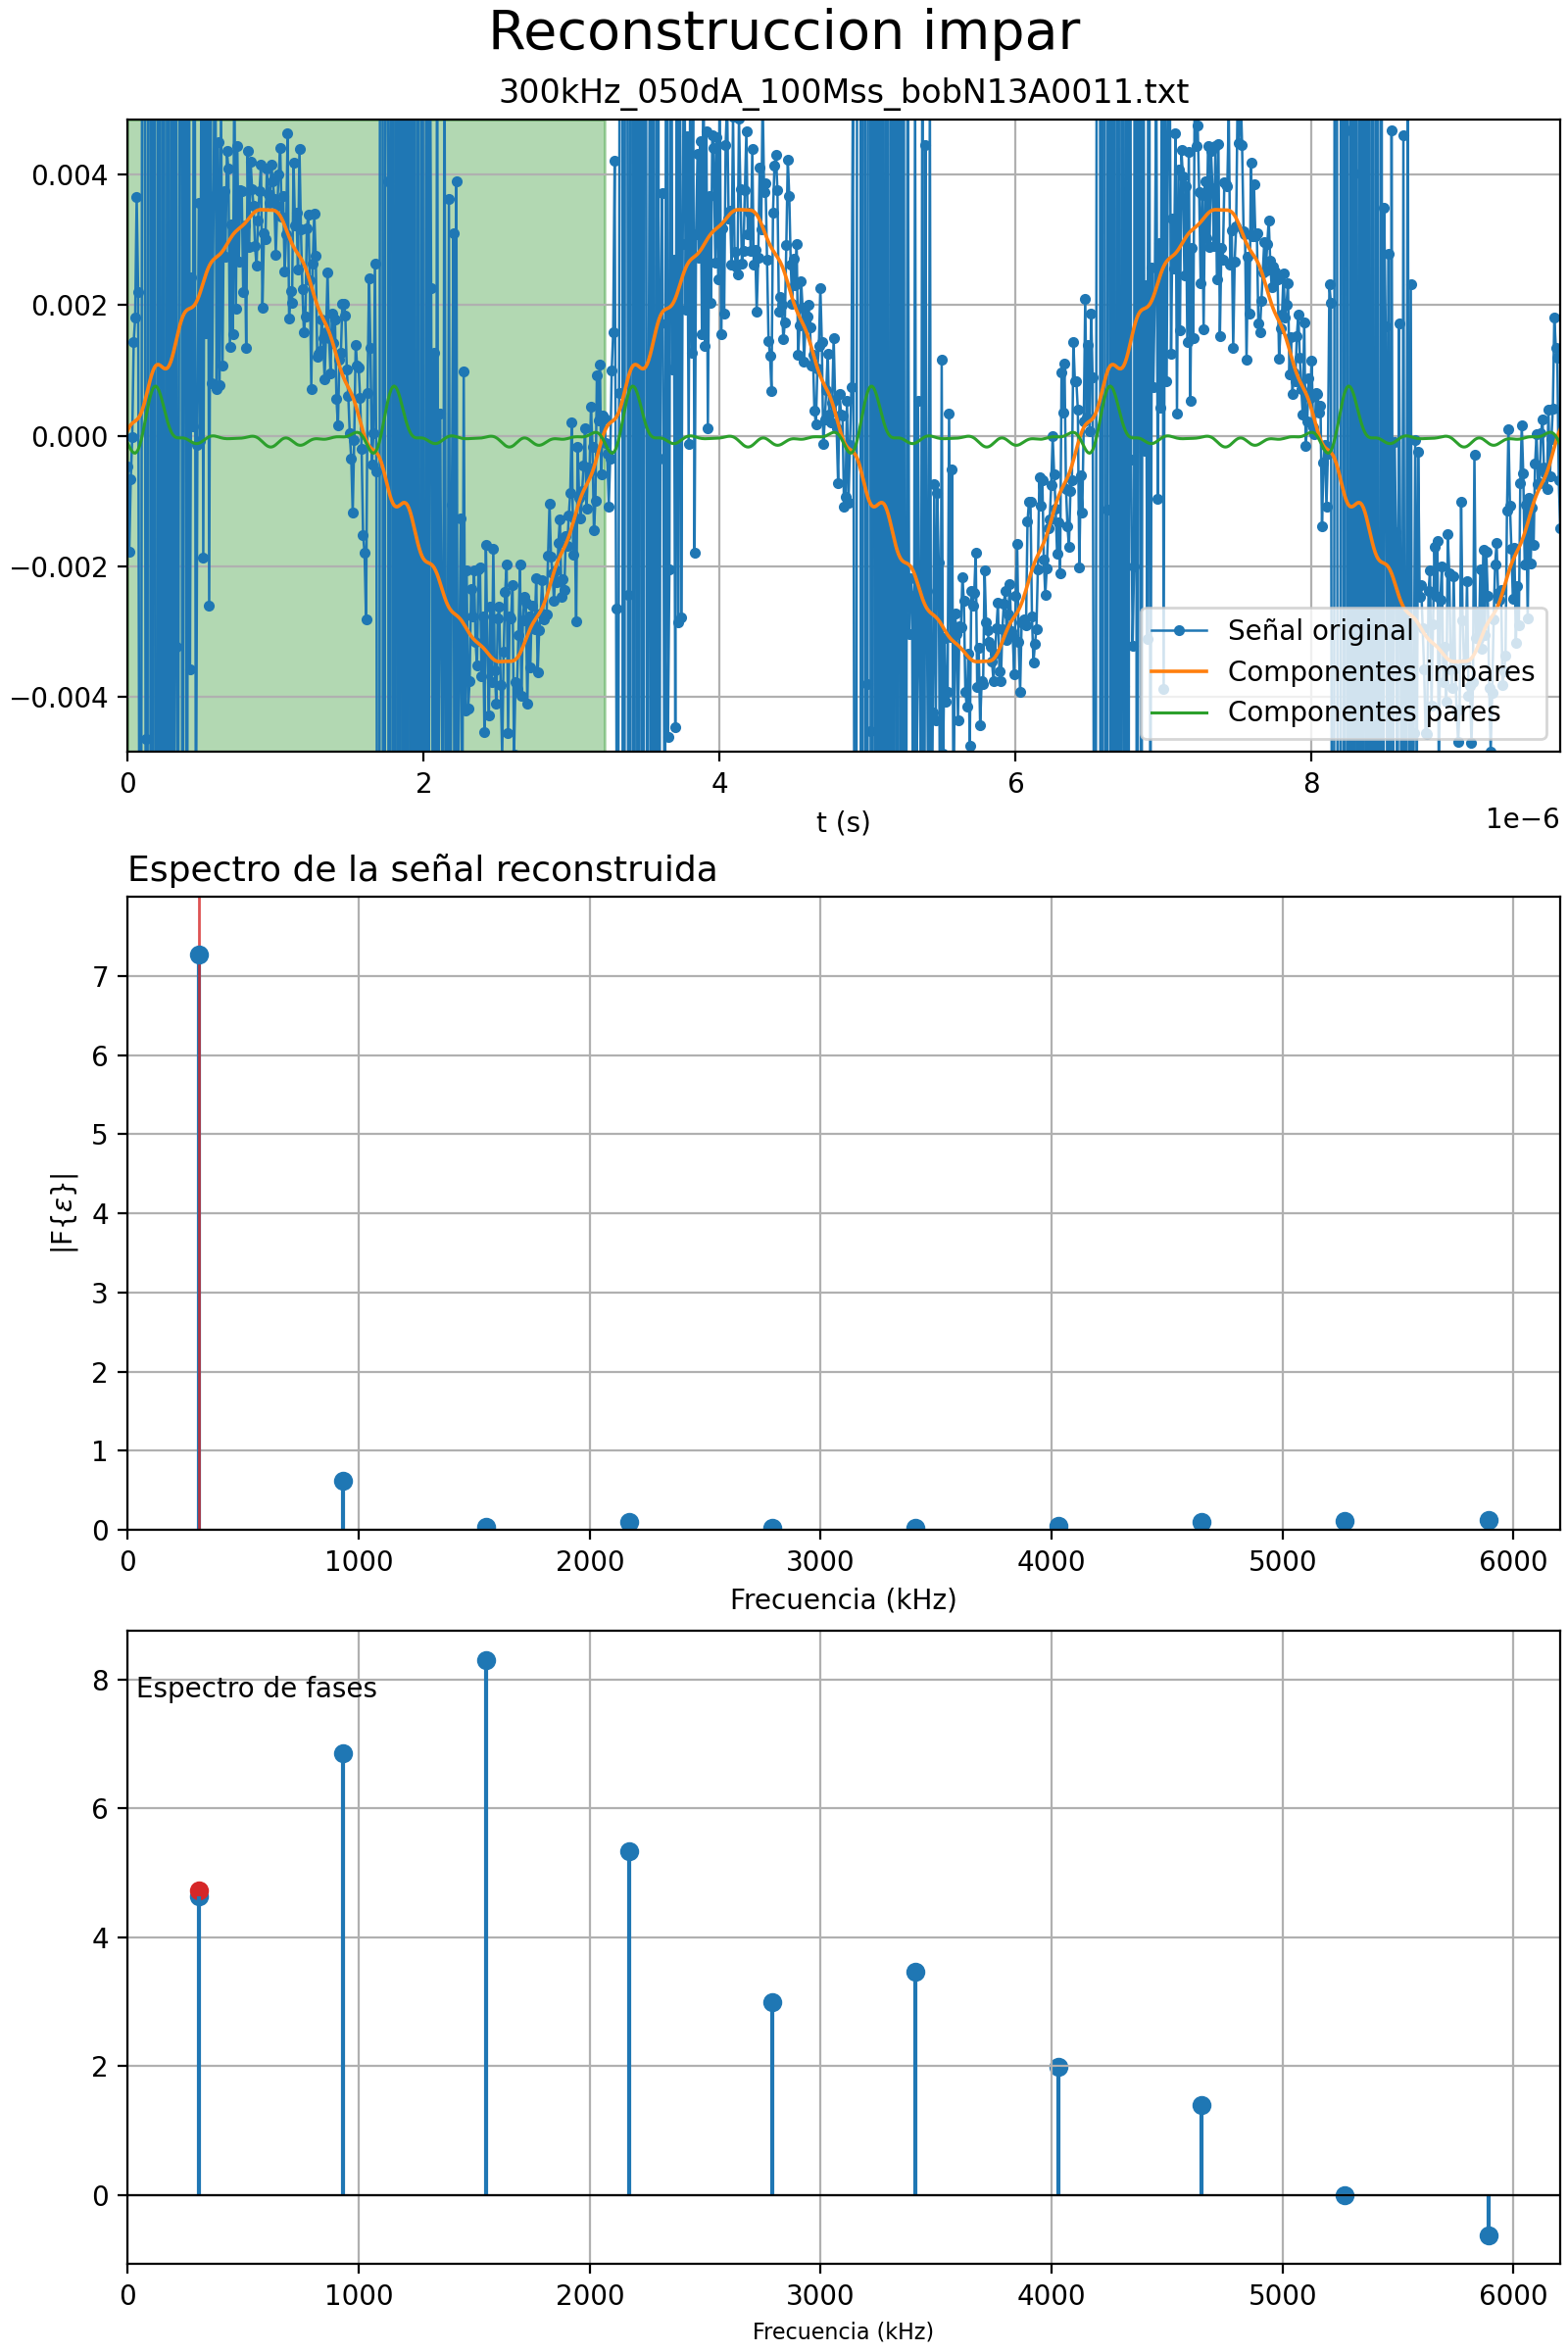 Reconstruccion impar
300kHz_050dA_100Mss_bobN13A0011.txt
0.004
0.002
0.000
−0.002
−0.004
Señal original
Componentes impares
Componentes pares
0 2 4 6 8
1e−6
t (s)
Espectro de la señal reconstruida
7
6
5
4
3
2
1
0
|F{ε}|
0 1000 2000 3000 4000 5000 6000
Frecuencia (kHz)
8
Espectro de fases
6
4
2
0
0 1000 2000 3000 4000 5000 6000
Frecuencia (kHz)